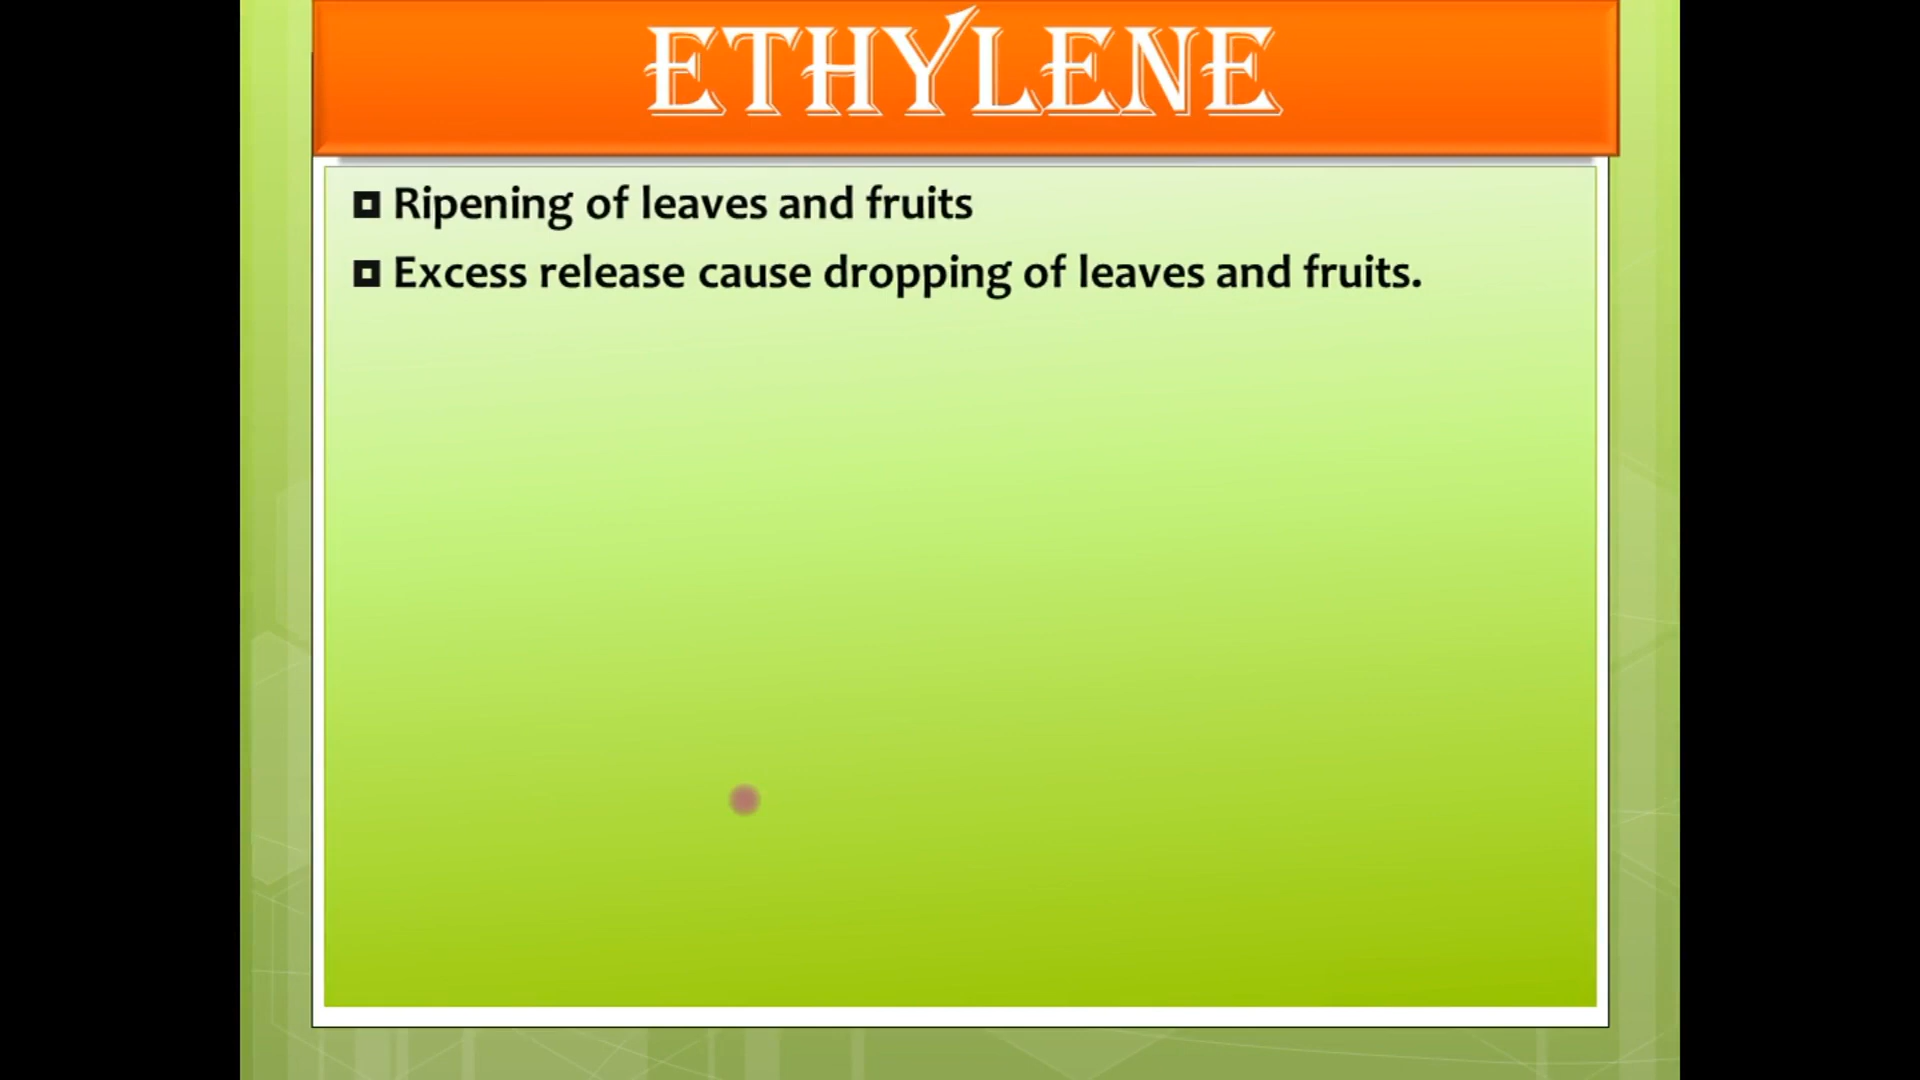 ETHYLENE
Ripening of leaves and fruits
Excess release cause dropping of leaves and fruits.